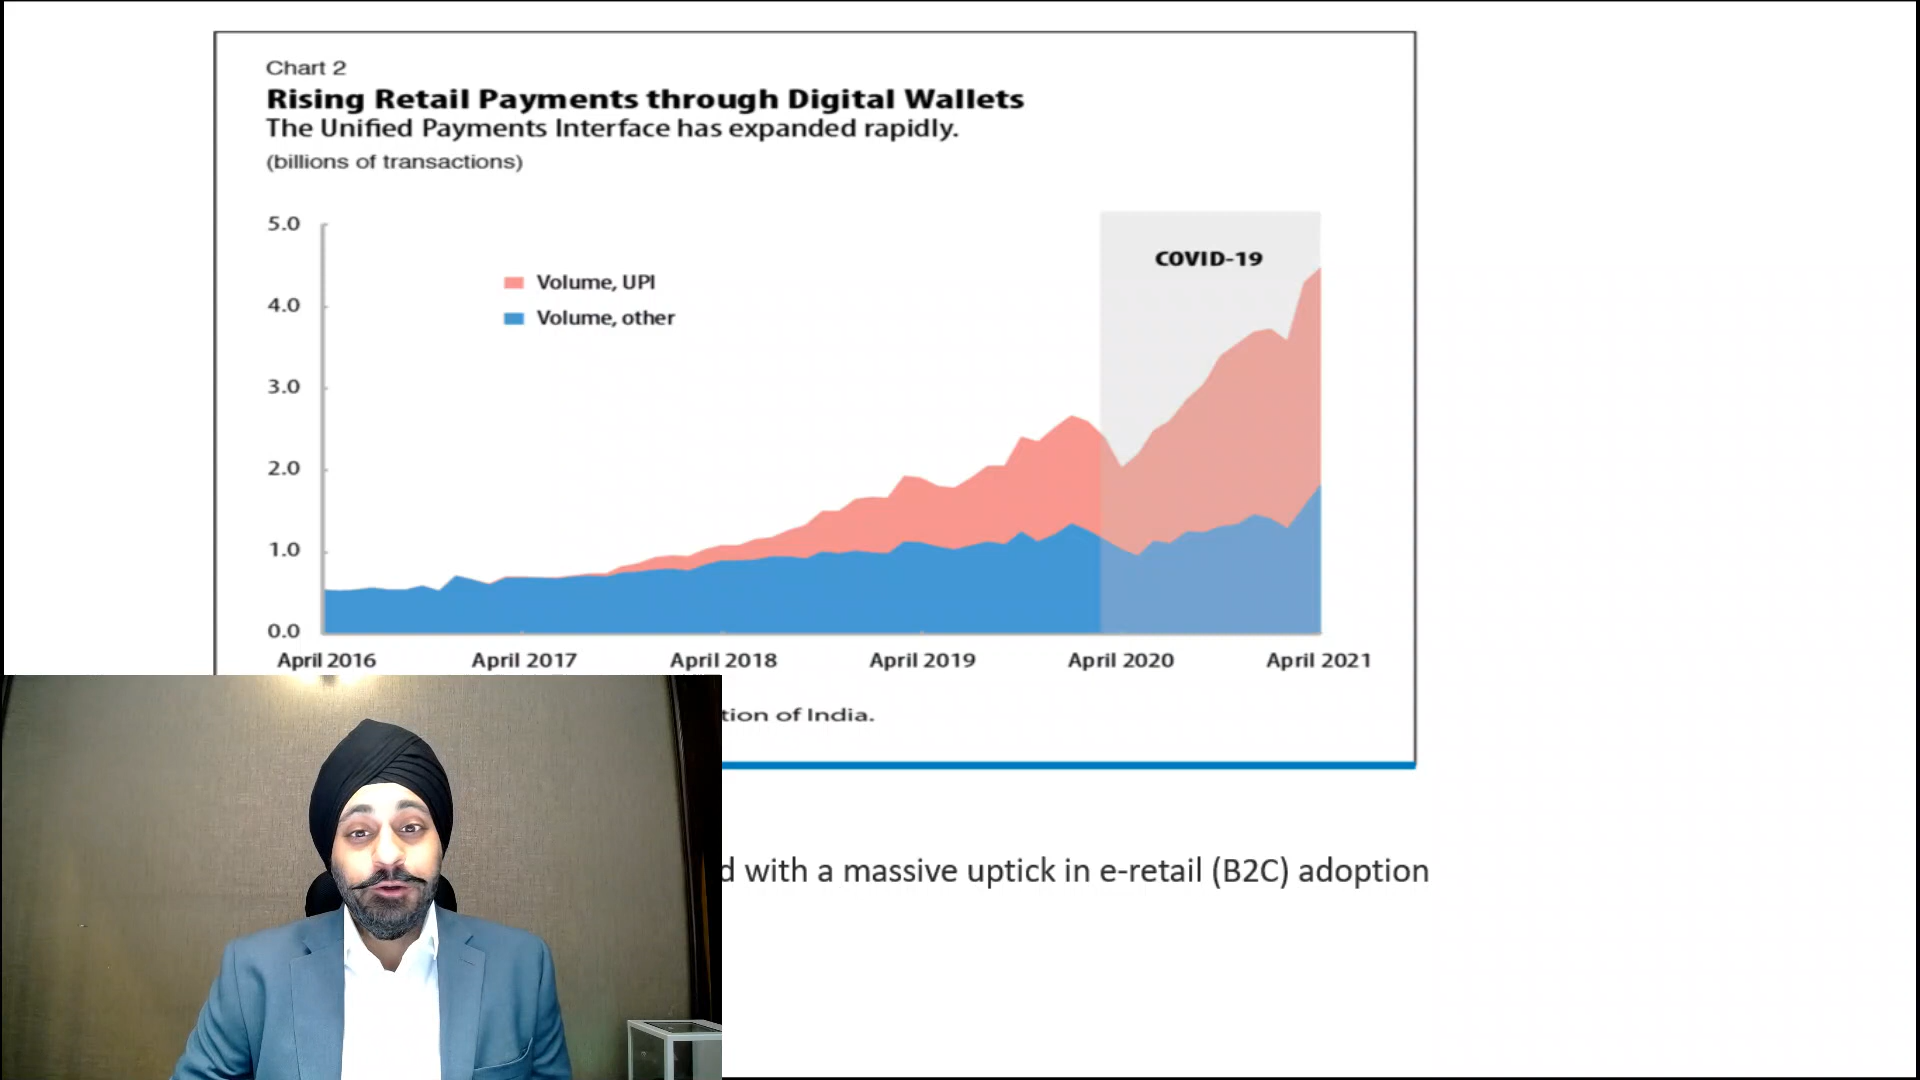 Chart 2
Rising Retail Payments through Digital Wallets
The Unified Payments Interface has expanded rapidly.
(billions of transactions)
5.0
COVID-19
Volume, UPI
4.0
Volume, other
3.0
2.0
1.0
0.0
April 2016 April 2017 April 2018 April 2019 April 2020 April 2021
tion of India.
d with a massive uptick in e-retail (B2C) adoption